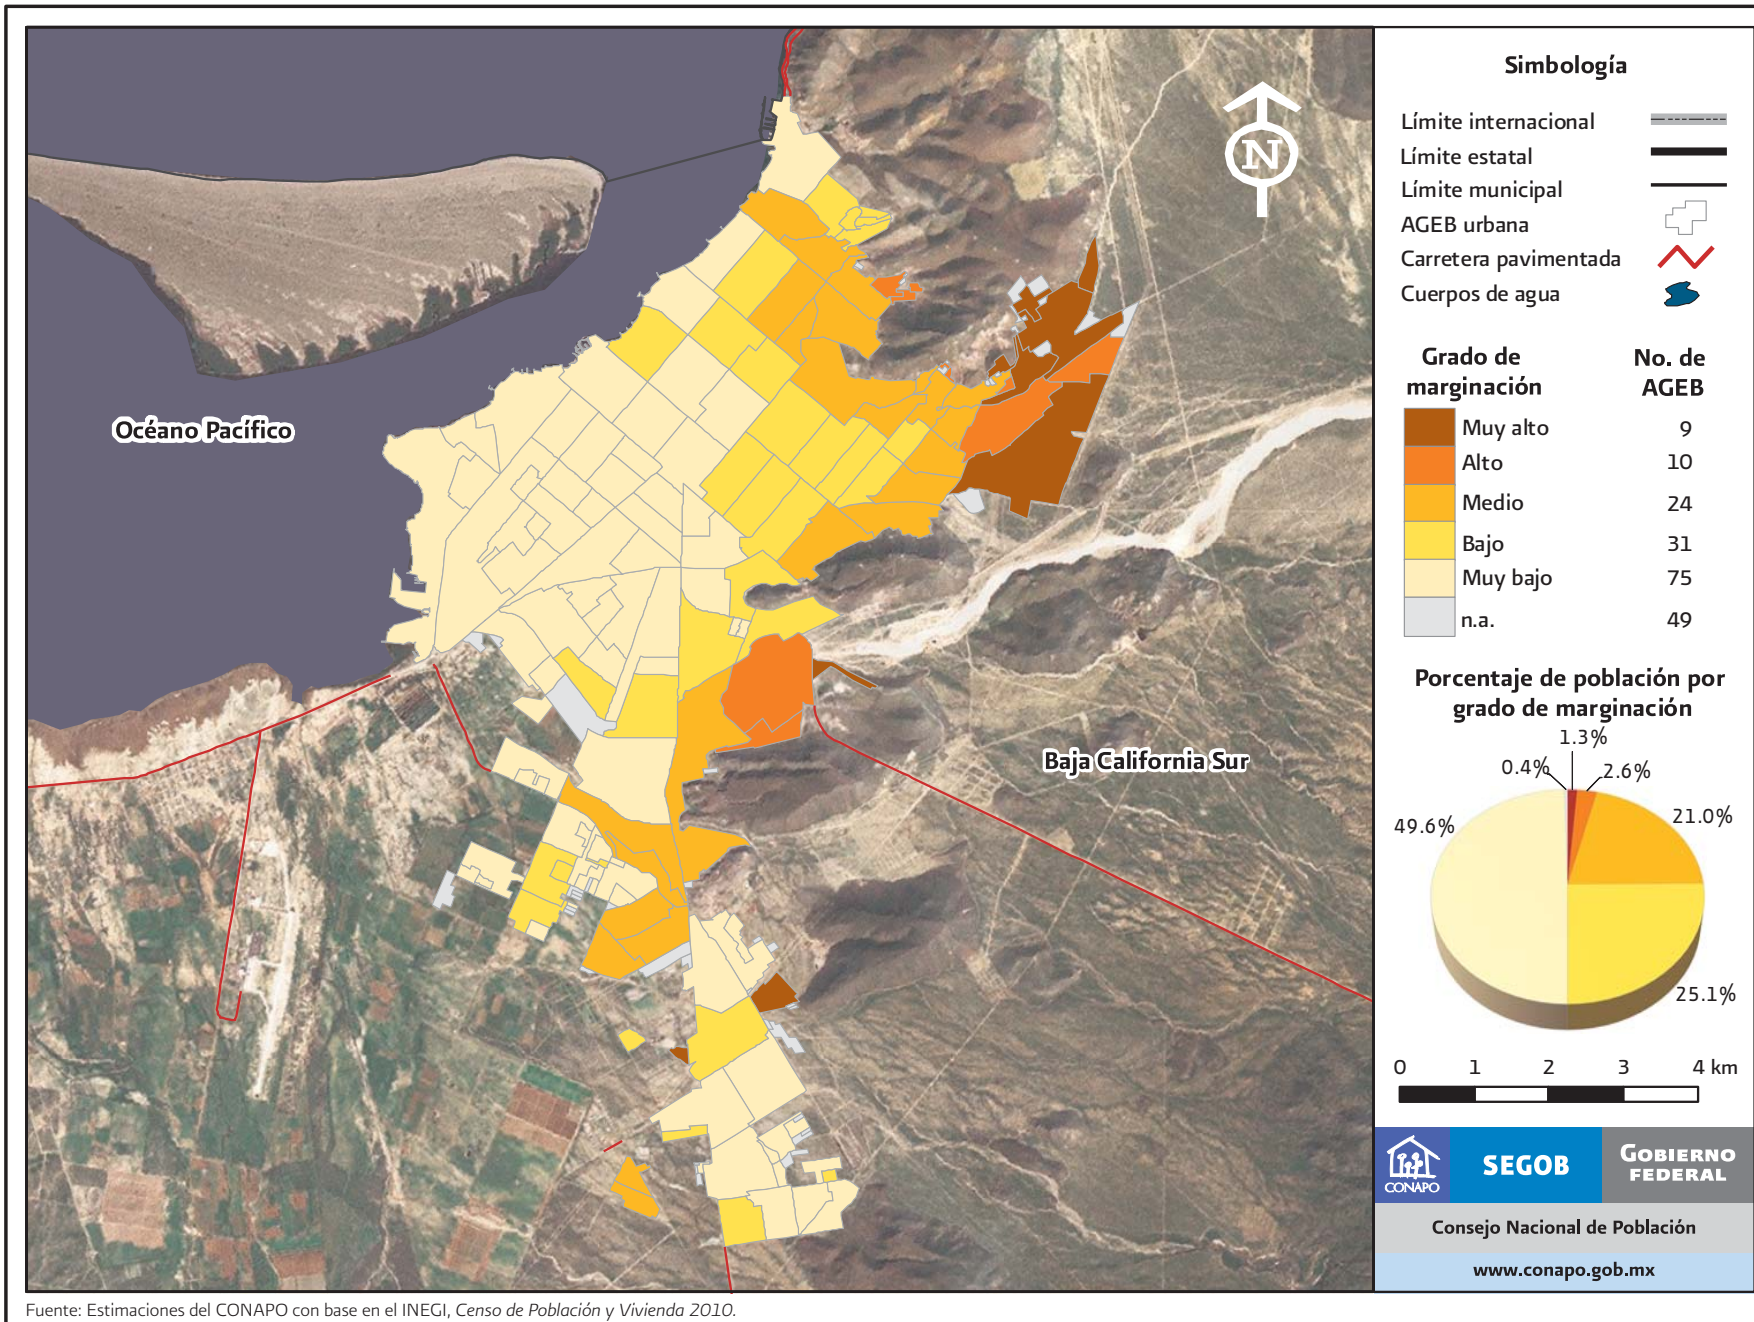 Océano Pacífico
N
Baja California Sur
Simbología
Límite internacional
Límite estatal
Límite municipal
AGEB urbana
Carretera pavimentada
Cuerpos de agua
Grado de marginación No. de AGEB
Muy alto 9
Alto 10
Medio 24
Bajo 31
Muy bajo 75
n.a. 49
Porcentaje de población por
grado de marginación
1.3%
0.4%
2.6%
49.6%
21.0%
25.1%
0 1 2 3 4 km
CONAPO
SEGOB
GOBIERNO
FEDERAL
Consejo Nacional de Población
www.conapo.gob.mx
Fuente: Estimaciones del CONAPO con base en el INEGI, Censo de Población y Vivienda 2010.